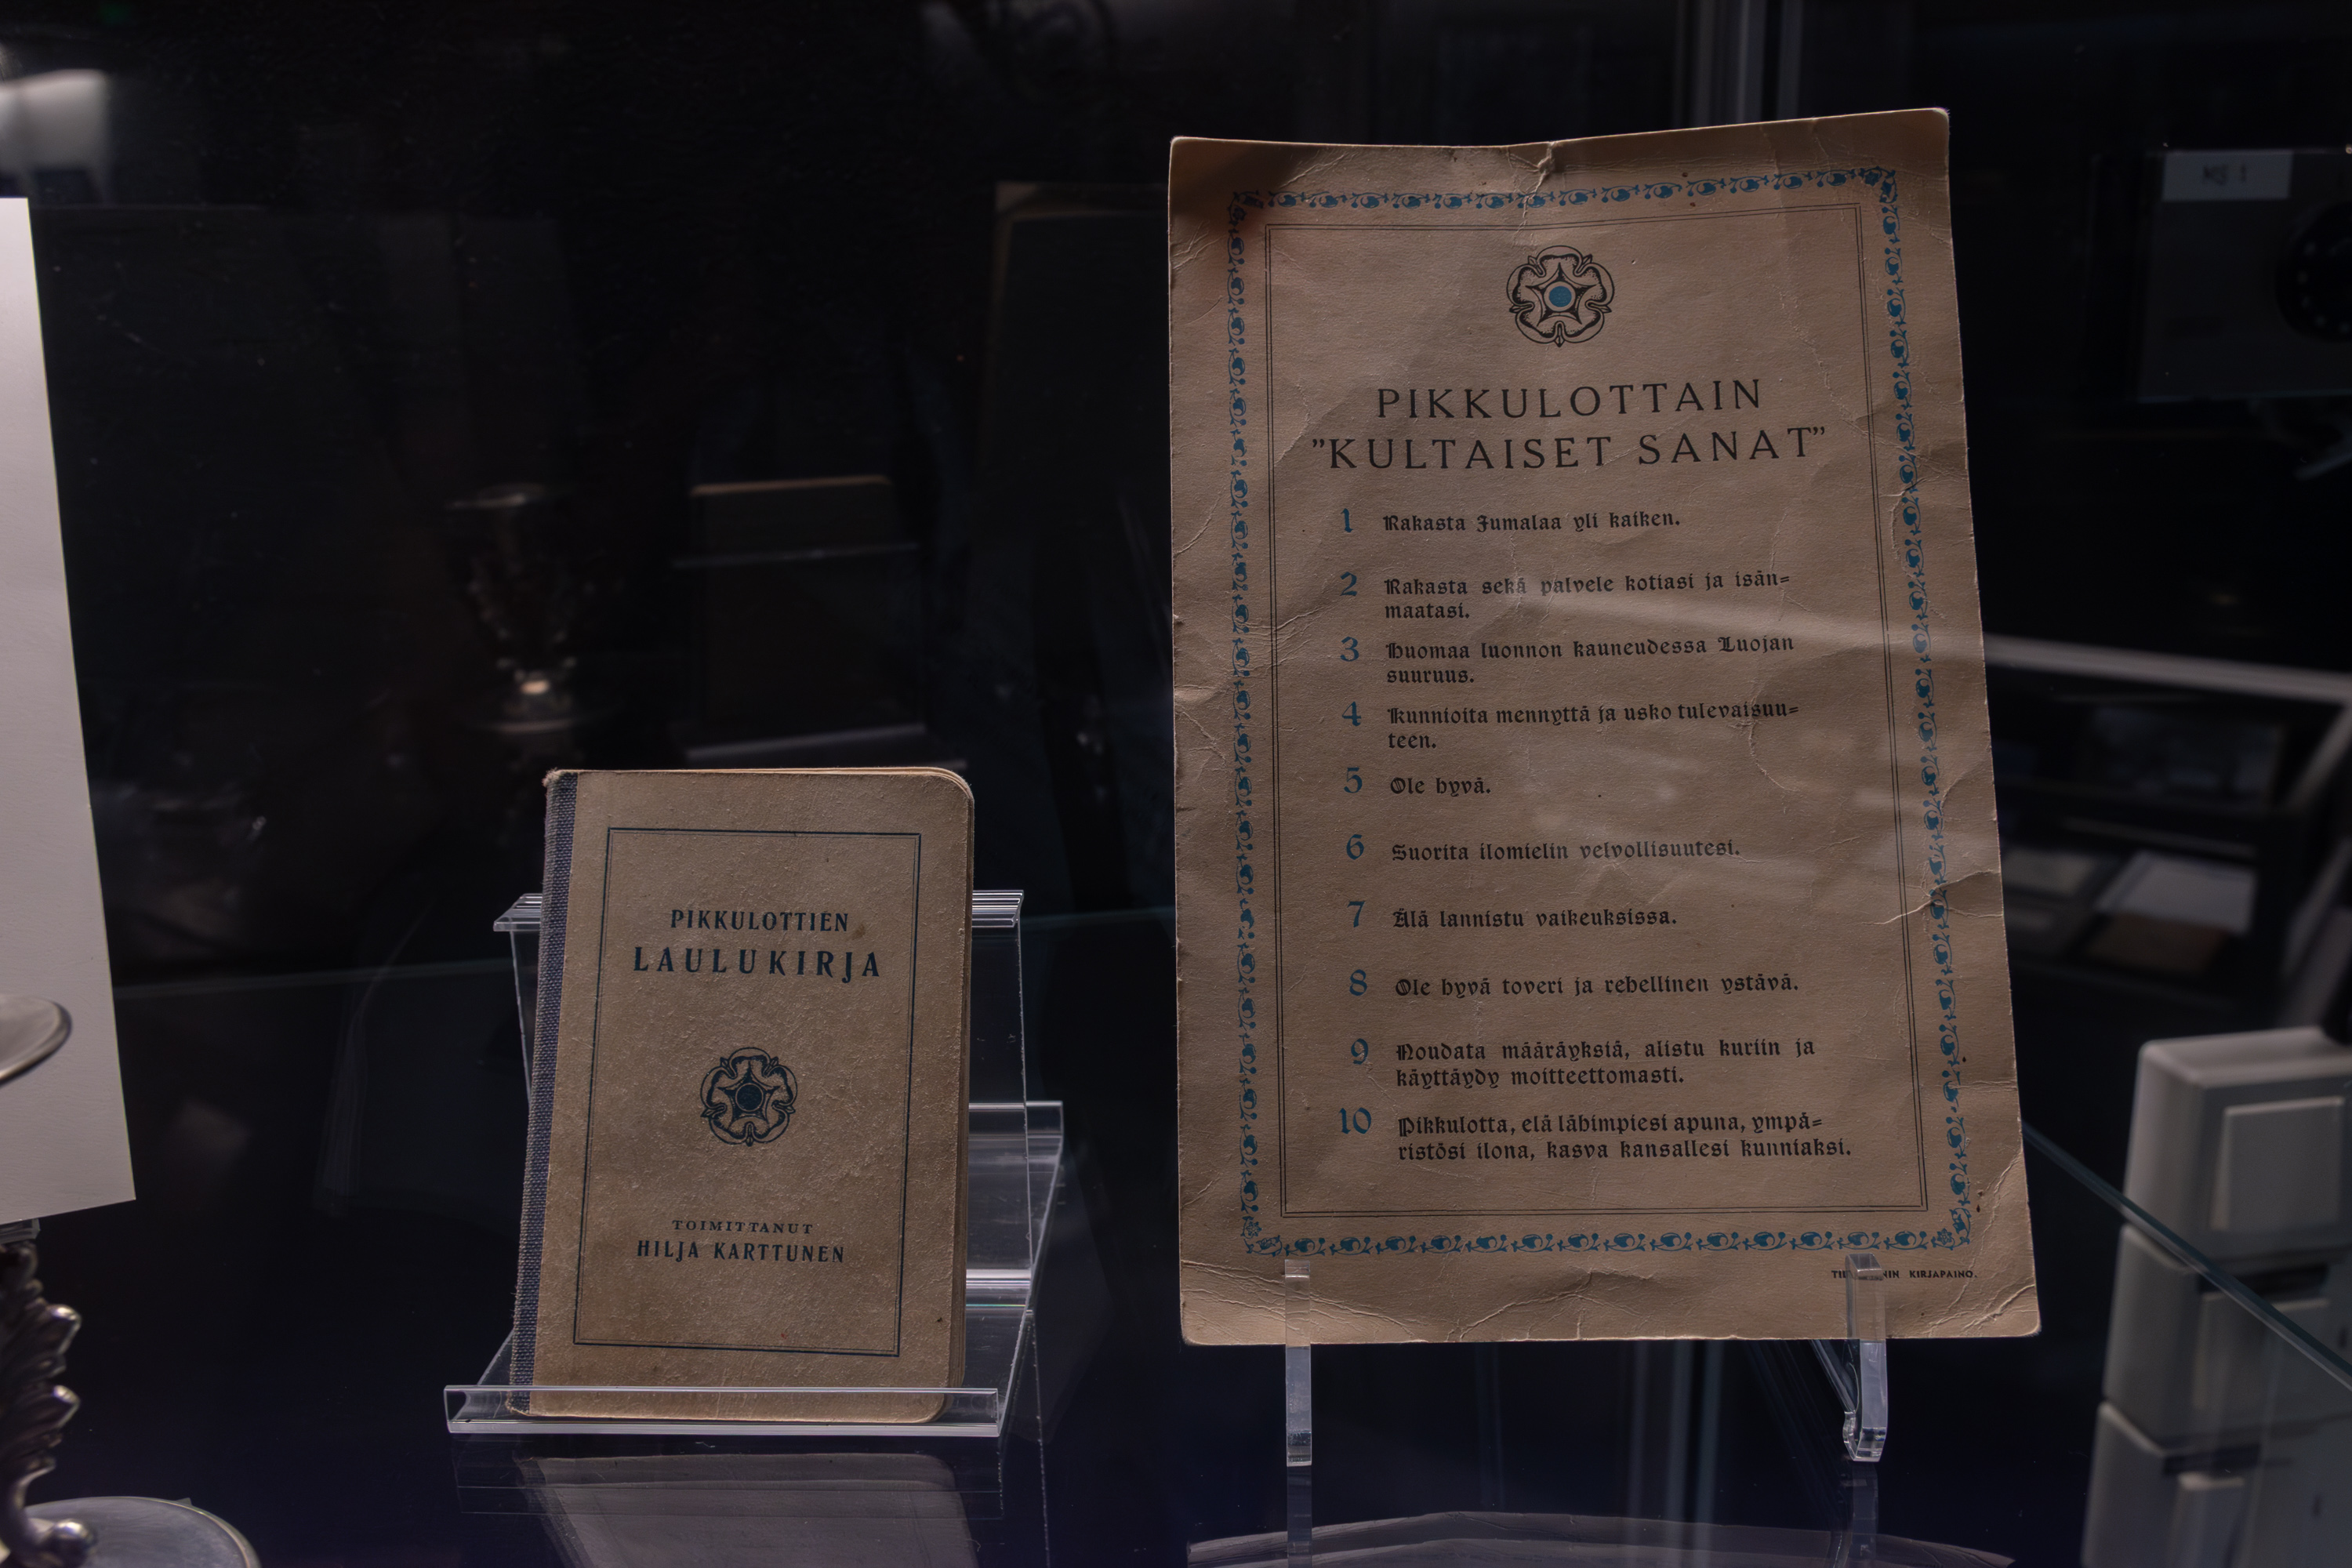 PIKKULOTTIEN
LAULUKIRJA
TOIMITTANUT
HILJA KARTTUNEN
PIKKULOTTAIN
”KULTAISET SANAT”
1 Rakasta Jumalaa yli kaiken.
2 Rakasta sekä palvele kotiasi ja isän-
maatasi.
3 Huomaa luonnon kauneudessa Luojan
suuruus.
4 Kunnioita mennyttä ja usko tulevaisuu-
teen.
5 Ole hyvä.
6 Suorita ilomielin velvollisuutesi.
7 Älä lannistu vaikeuksissa.
8 Ole hyvä toveri ja rehellinen ystävä.
9 Noudata määräyksiä, alistu kuriin ja
käyttäydy moitteettomasti.
10 Pikkulotta, elä lähimpiesi apuna, ympä-
ristösi ilona, kasva kansallesi kunniaksi.
KIRJAPAINO.